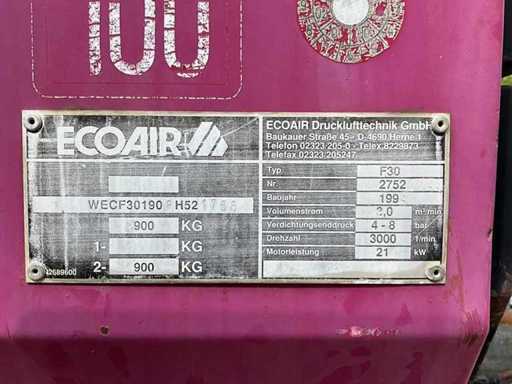 100
ECOAIR
WECF30190 H52
900 KG
1- KG
2- 900 KG
42689600
ECOAIR Drucklufttechnik GmbH
Baukauer Straße 45 - D-4690 Herne 1
Telefon 02323/205-0 - Telex 8229873
Telefax 02323/205247
Typ F30
Nr. 2752
Baujahr 199
Volumenstrom 3,0 m³/min
Verdichtungsenddruck 4 - 8 bar
Drehzahl 3000 1/min
Motorleistung 21 kW